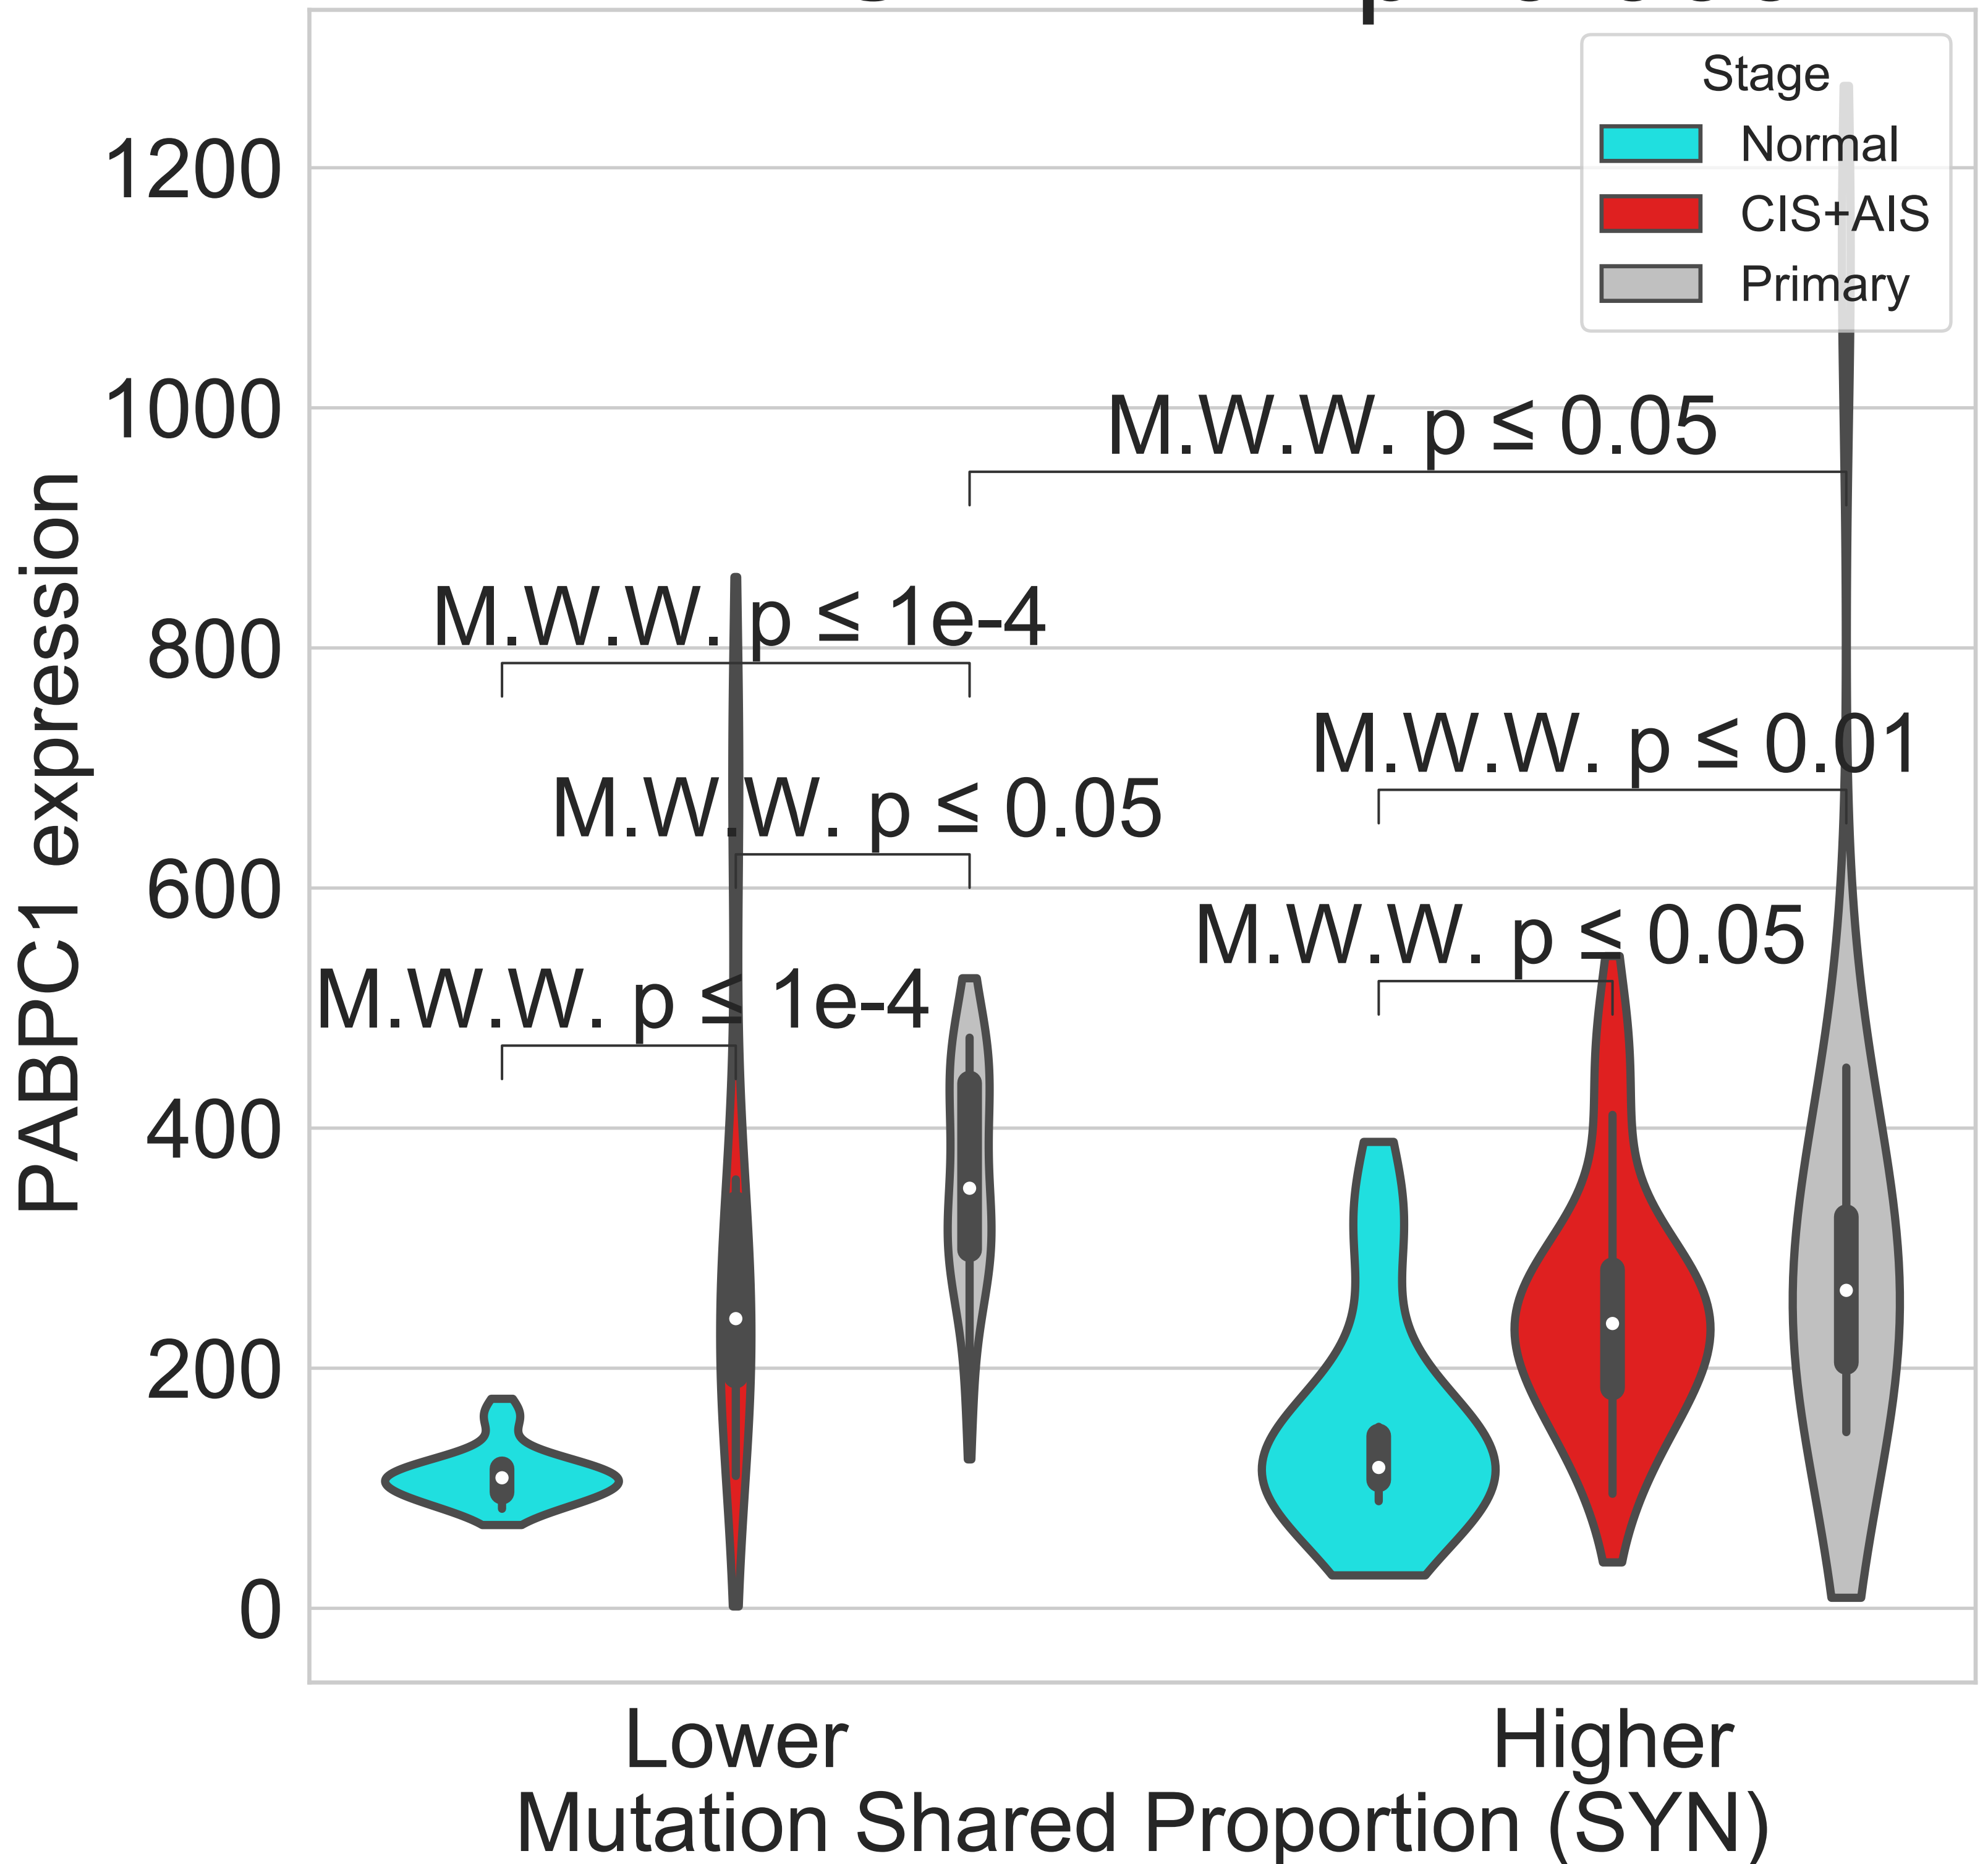 Stage
Normal
CIS+AIS
Primary
1200
1000
800
600
400
200
0
PABPC1 expression
M.W.W. p ≤ 0.05
M.W.W. p ≤ 1e-4
M.W.W. p ≤ 0.01
M.W.W. p ≤ 0.05
M.W.W. p ≤ 0.05
M.W.W. p ≤ 1e-4
Lower
Higher
Mutation Shared Proportion (SYN)